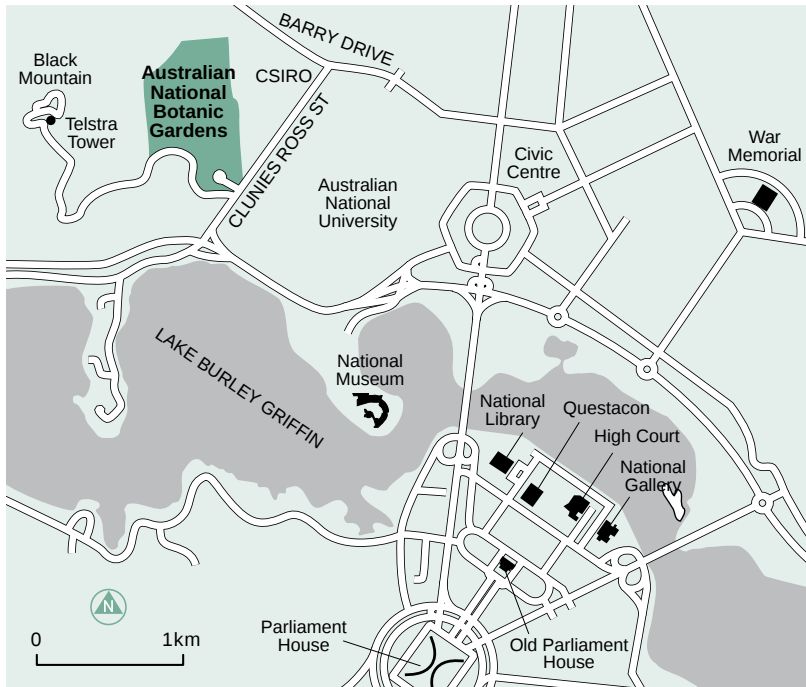 BARRY DRIVE
Black
Mountain
Australian
National
Botanic
Gardens
CSIRO
Telstra
Tower
CLUNIES ROSS ST
Australian
National
University
Civic
Centre
War
Memorial
LAKE BURLEY GRIFFIN
National
Museum
National
Library
Questacon
High Court
National
Gallery
N
0 1km
Parliament
House
Old Parliament
House